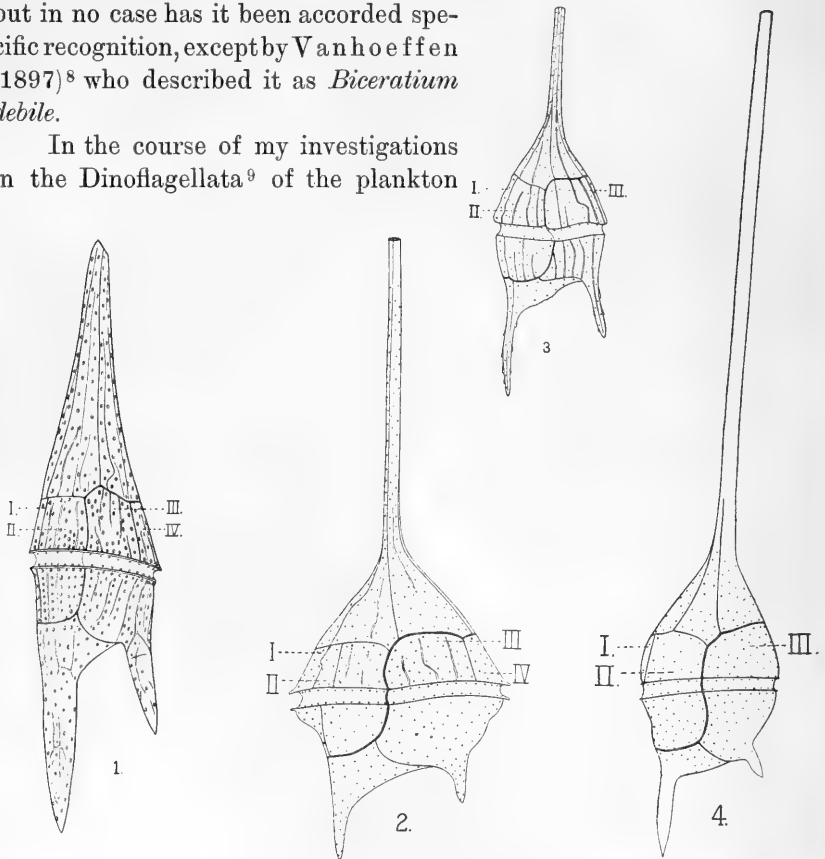 out in no case has it been accorded spe-
cific recognition, except by Vanhoeffen
1897)⁸ who described it as Biceratium
debile.
In the course of my investigations
n the Dinoflagellata⁹ of the plankton
I.
II.
III.
3
I.
II.
III.
IV.
1.
I
II
III
IV
2.
I.
II.
III.
4.